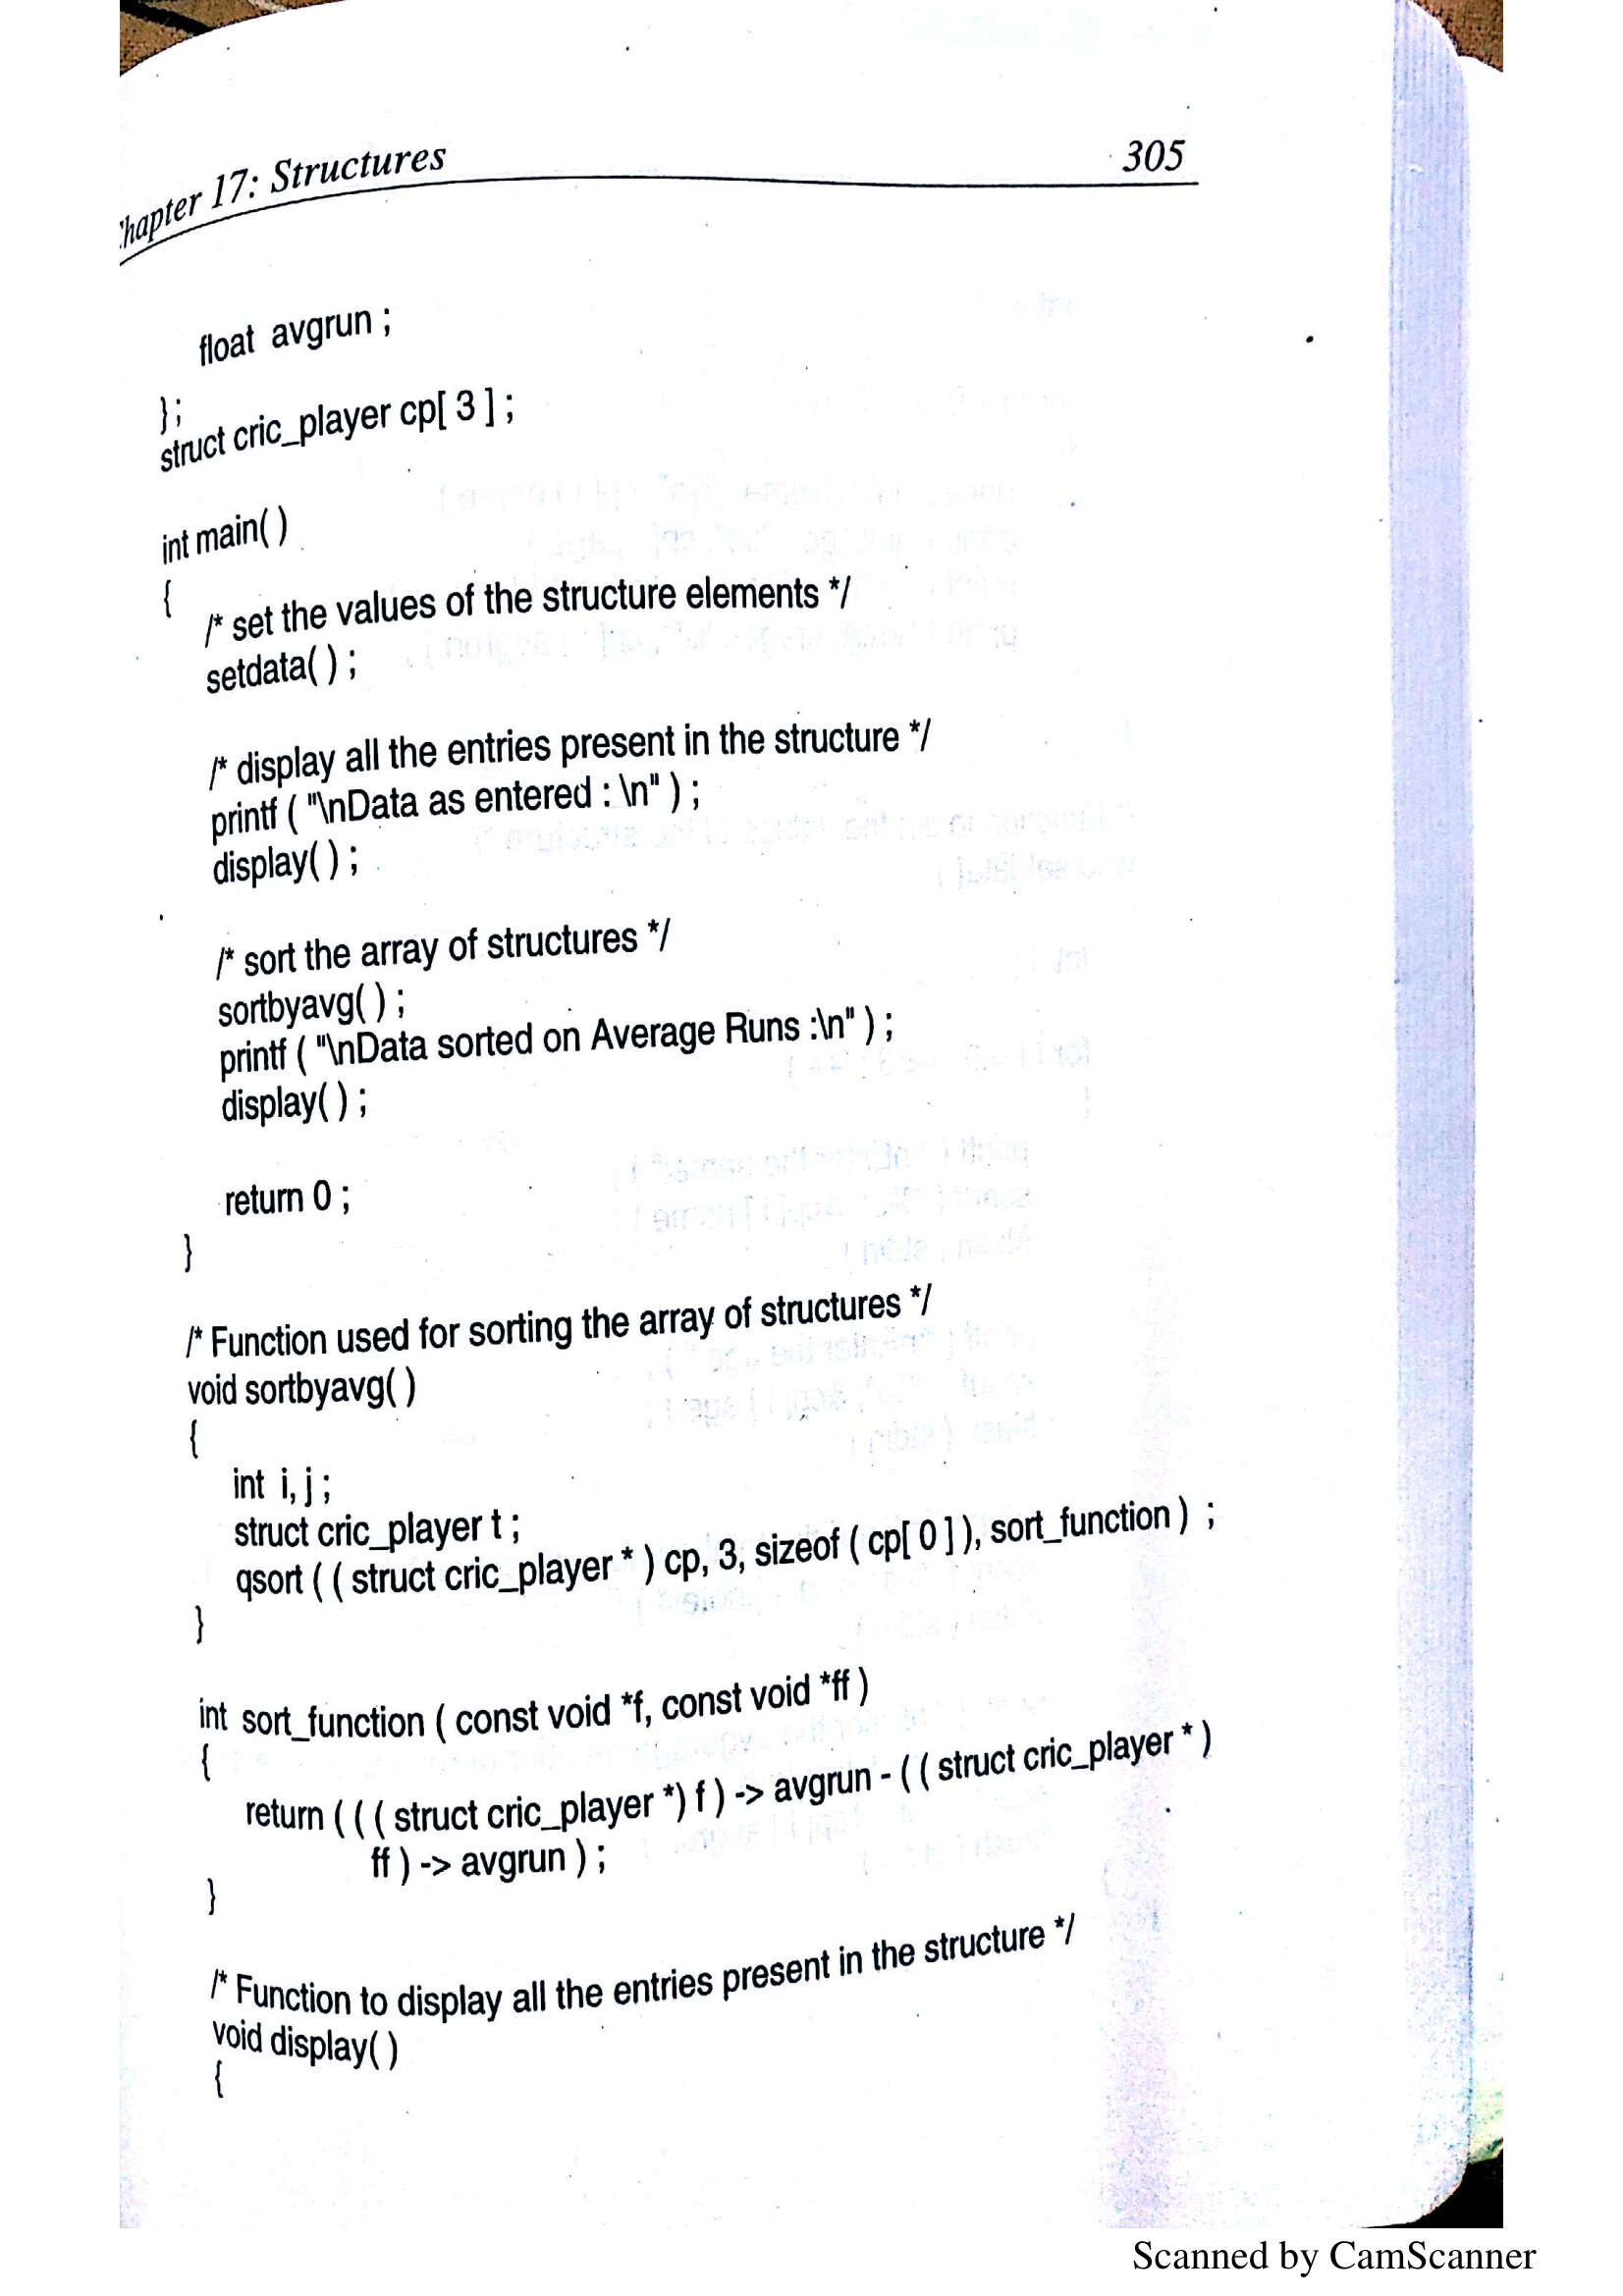 Chapter 17: Structures 305
float avgrun ;
} ;
struct cric_player cp[ 3 ] ;
int main( )
{
/* set the values of the structure elements */
setdata( ) ;
/* display all the entries present in the structure */
printf ( "\nData as entered : \n" ) ;
display( ) ;
/* sort the array of structures */
sortbyavg( ) ;
printf ( "\nData sorted on Average Runs :\n" ) ;
display( ) ;
return 0 ;
}
/* Function used for sorting the array of structures */
void sortbyavg( )
{
int i, j ;
struct cric_player t ;
qsort ( ( struct cric_player * ) cp, 3, sizeof ( cp[ 0 ] ), sort_function ) ;
}
int sort_function ( const void *f, const void *ff )
{
return ( ( ( struct cric_player *) f ) -> avgrun - ( ( struct cric_player * )
ff ) -> avgrun ) ;
}
/* Function to display all the entries present in the structure */
void display( )
{
Scanned by CamScanner